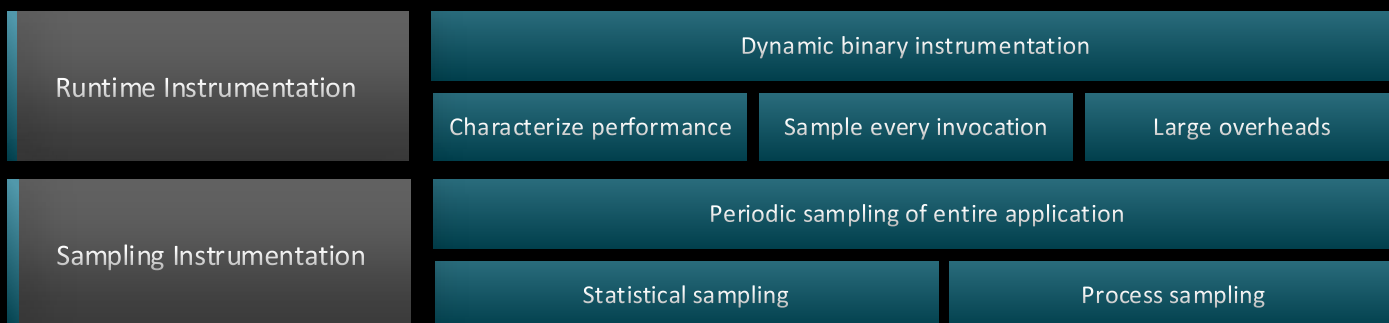 Runtime Instrumentation
Dynamic binary instrumentation
Characterize performance
Sample every invocation
Large overheads
Sampling Instrumentation
Periodic sampling of entire application
Statistical sampling
Process sampling